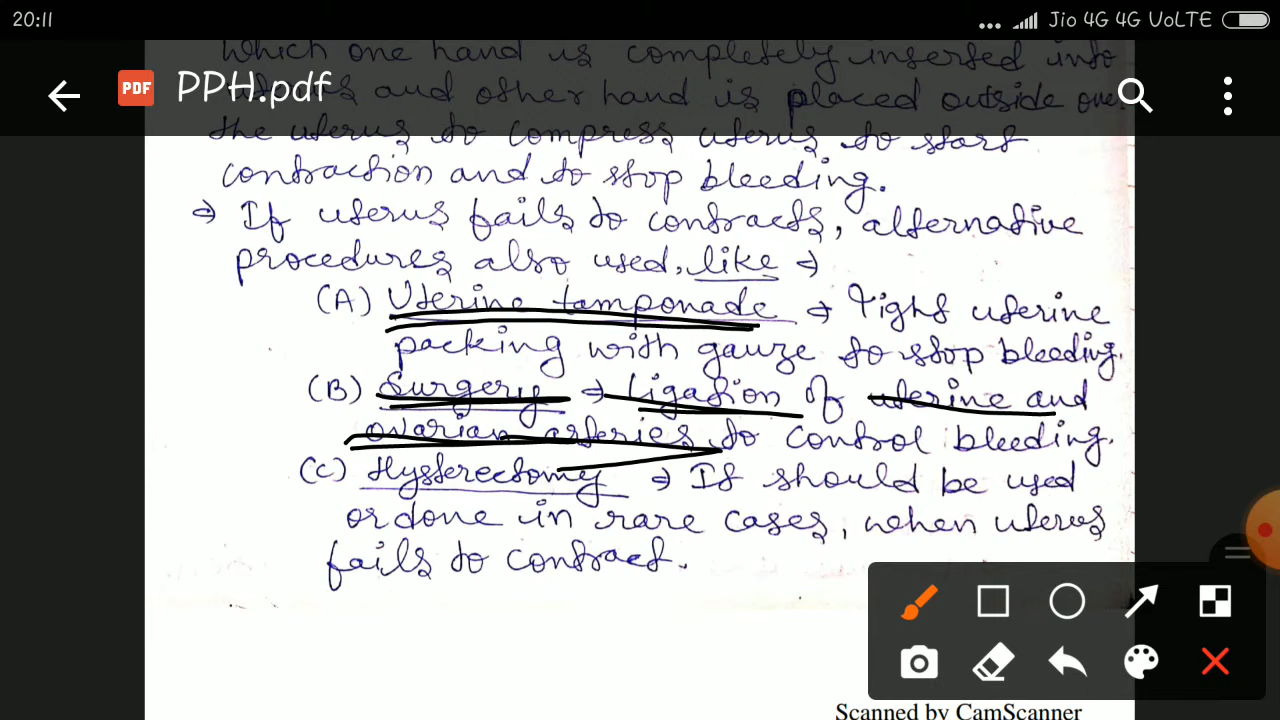 20:11 ... Jio 4G 4G VoLTE
which one hand is completely inserted into
PDF PPH.pdf
and other hand is placed outside over
the uterus to compress uterus to start
contraction and to stop bleeding.
⇒ If uterus fails to contracts, alternative
procedures also used, like ⇒
(A) Uterine tamponade ⇒ Tight uterine
packing with gauze to stop bleeding.
(B) Surgery ⇒ Ligation of uterine and
ovarian arteries to control bleeding.
(C) Hysterectomy ⇒ It should be used
or done in rare cases, when uterus
fails to contract.
Scanned by CamScanner